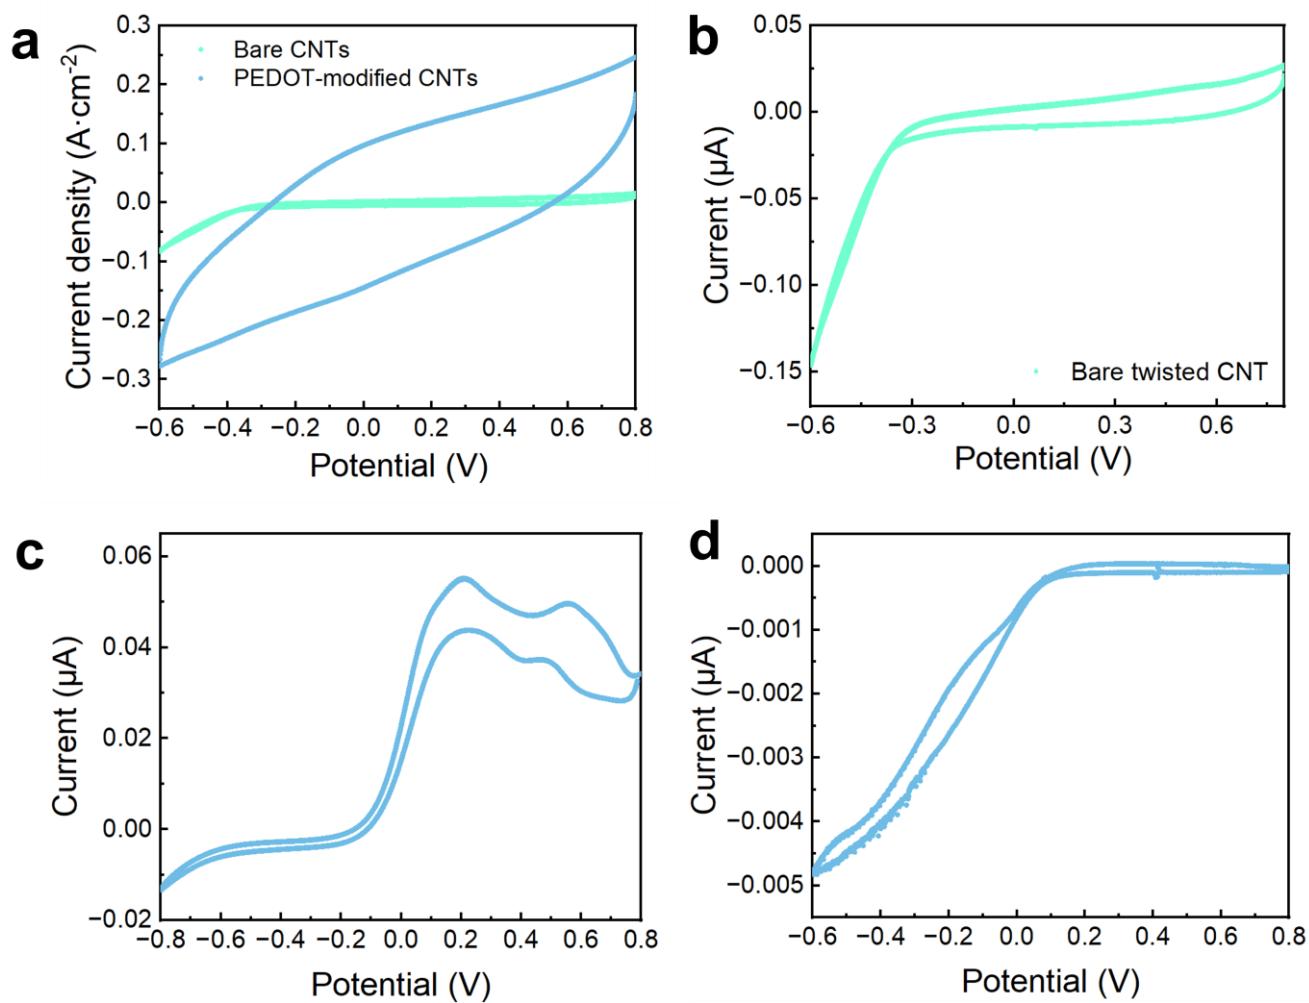 a
Bare CNTs
PEDOT-modified CNTs
Current density (A·cm⁻²)
0.3
0.2
0.1
0.0
−0.1
−0.2
−0.3
−0.6 −0.4 −0.2 0.0 0.2 0.4 0.6 0.8
Potential (V)
b
Current (μA)
0.05
0.00
−0.05
−0.10
−0.15
Bare twisted CNT
−0.6 −0.3 0.0 0.3 0.6
Potential (V)
c
Current (μA)
0.06
0.04
0.02
0.00
−0.02
−0.8 −0.6 −0.4 −0.2 0.0 0.2 0.4 0.6 0.8
Potential (V)
d
Current (μA)
0.000
−0.001
−0.002
−0.003
−0.004
−0.005
−0.6 −0.4 −0.2 0.0 0.2 0.4 0.6 0.8
Potential (V)